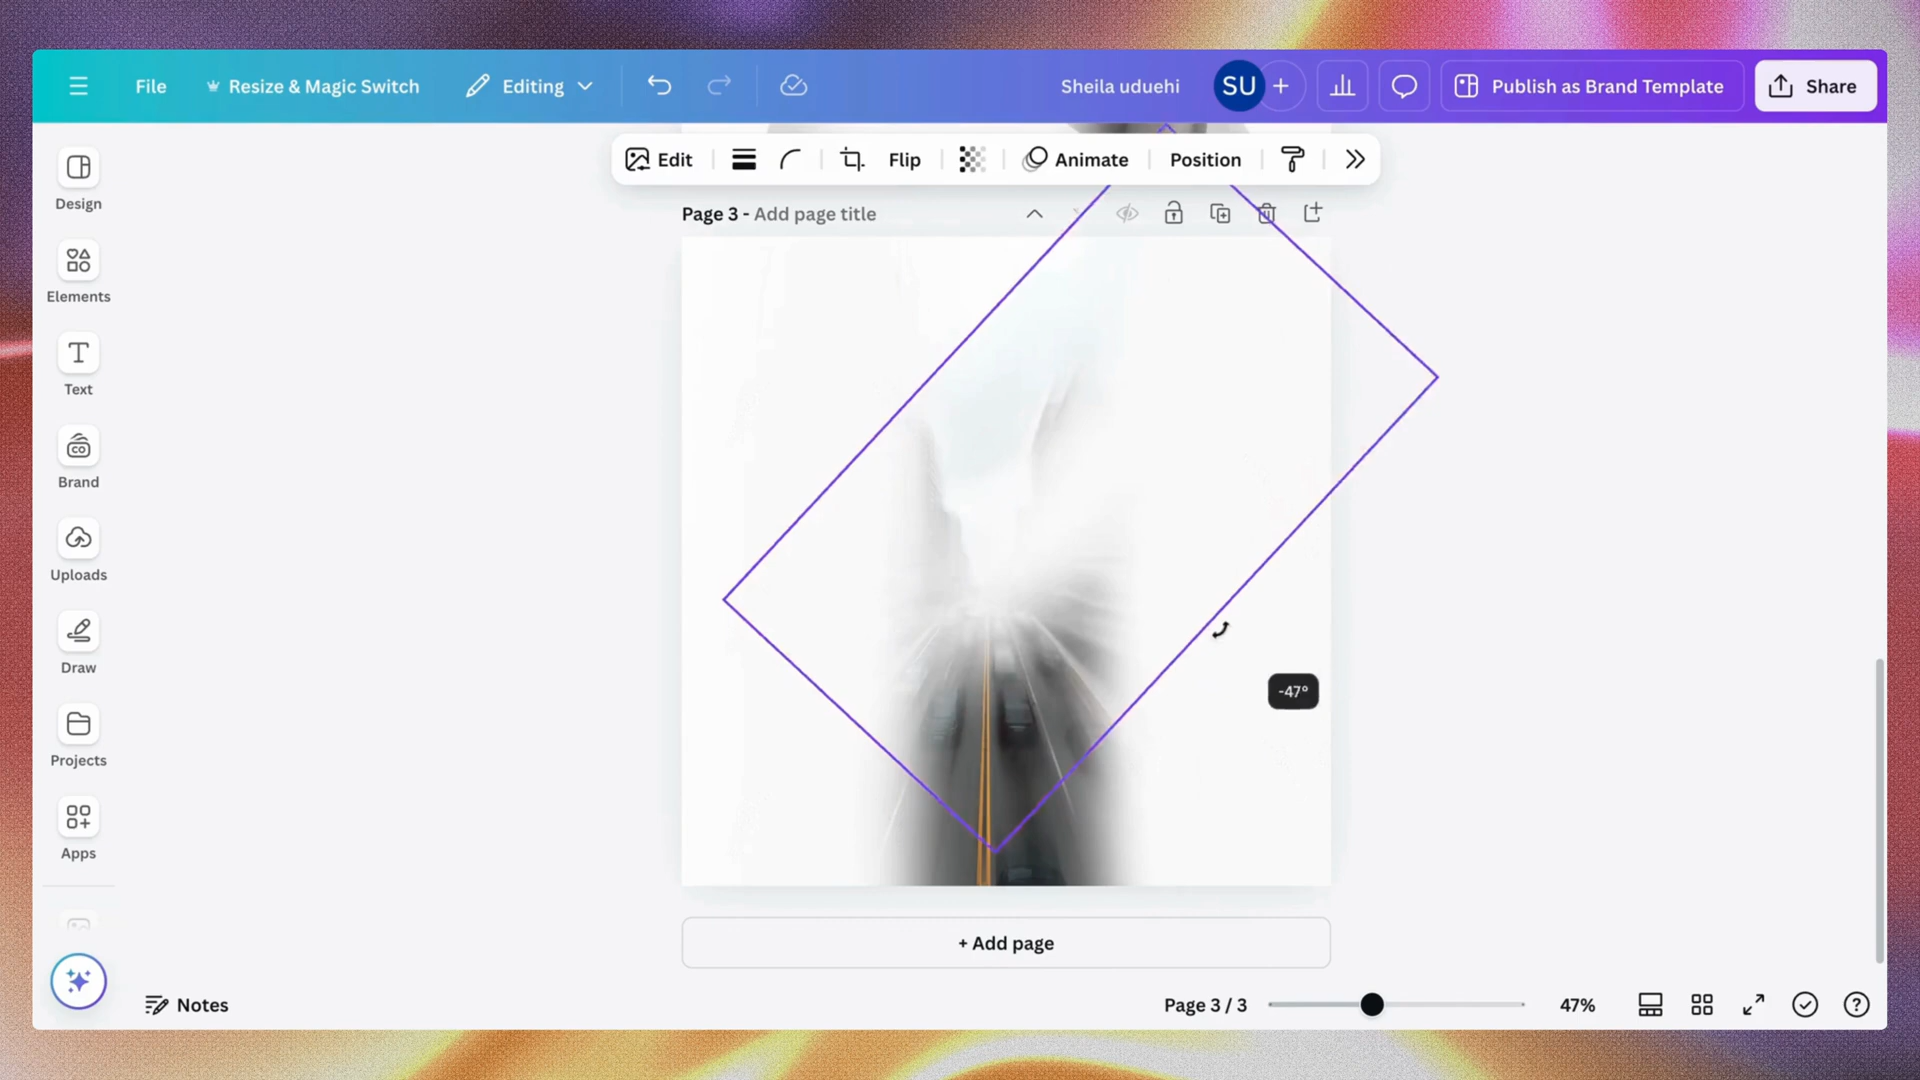 File
Resize & Magic Switch
Editing
Sheila uduehi
SU
+
Publish as Brand Template
Share
Edit
Flip
Animate
Position
Page 3 - Add page title
Design
Elements
T
Text
co
Brand
Uploads
Draw
Projects
Apps
-47°
+ Add page
Notes
Page 3 / 3
47%
?